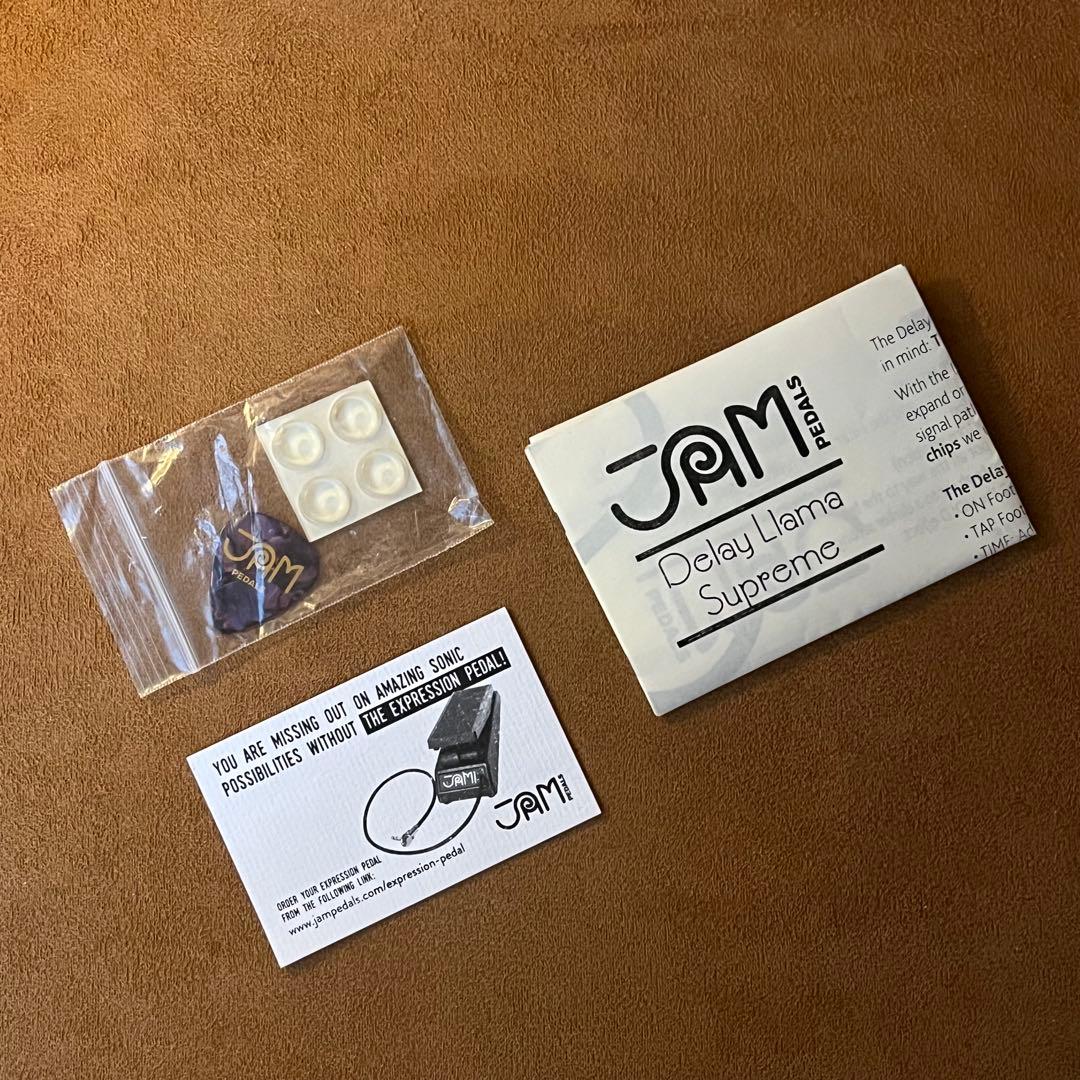 JAM
PEDALS
JAM
PEDALS
Delay Llama
Supreme
The Delay
in mind:
With the
expand or
signal pat
chips we
The Delay
• ON Foot
• TAP Foot
• TIME: Ad
YOU ARE MISSING OUT ON AMAZING SONIC
POSSIBILITIES WITHOUT THE EXPRESSION PEDAL!
JAM
JAM
PEDALS
ORDER YOUR EXPRESSION PEDAL
FROM THE FOLLOWING LINK:
www.jampedals.com/expression-pedal